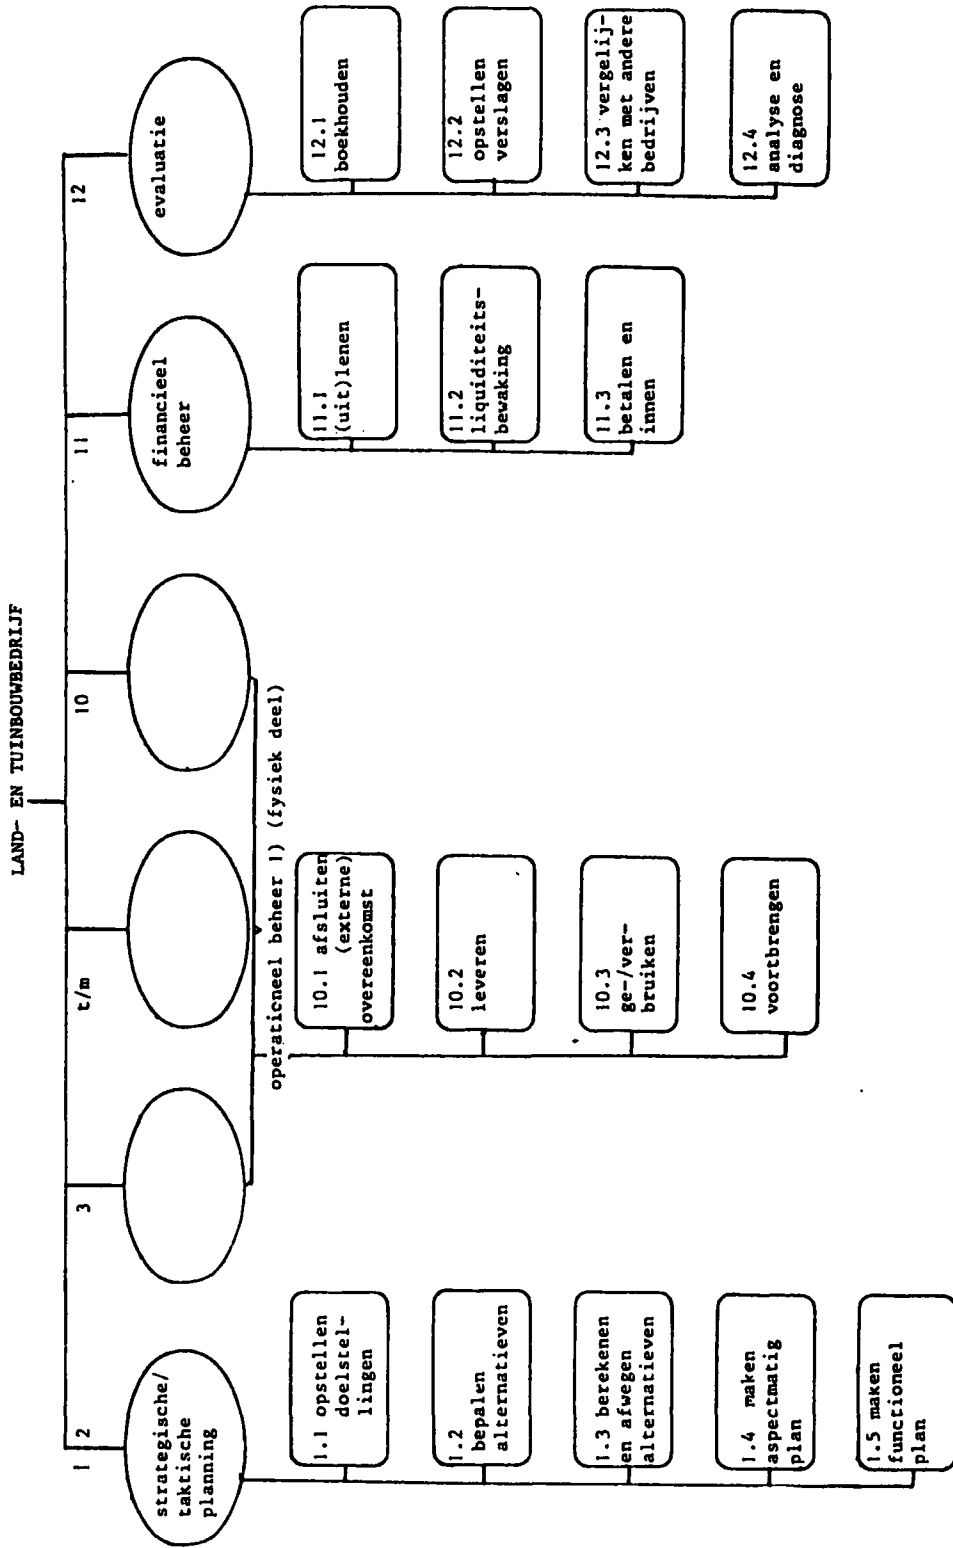 LAND- EN TUINBOUWBEDRIJF
1 2
3
t/m
10
11
12
strategische/
taktische
planning
financieel
beheer
evaluatie
operationeel beheer 1) (fysiek deel)
1.1 opstellen
doelstel-
lingen
1.2
bepalen
alternatieven
1.3 berekenen
en afwegen
alternatieven
1.4 maken
aspectmatig
plan
1.5 maken
functioneel
plan
10.1 afsluiten
(externe)
overeenkomst
10.2
leveren
10.3
ge-/ver-
bruiken
10.4
voortbrengen
11.1
(uit)lenen
11.2
liquiditeits-
bewaking
11.3
betalen en
innen
12.1
boekhouden
12.2
opstellen
verslagen
12.3 vergelij-
ken met andere
bedrijven
12.4
analyse en
diagnose